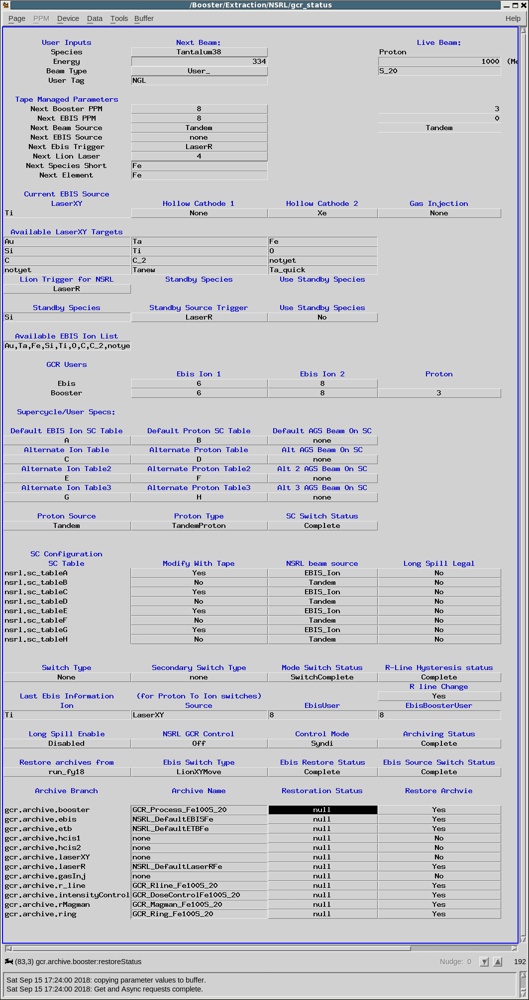 /Booster/Extraction/NSRL/gcr_status
Page PPM Device Data Tools Buffer Help
User Inputs Next Beam: Live Beam:
Species Tantalum38 Proton
Energy 334 1000 (Me
Beam Type User_ S_20
User Tag NGL
Tape Managed Parameters
Next Booster PPM 8 3
Next EBIS PPM 8 0
Next Beam Source Tandem Tandem
Next EBIS Source none
Next Ebis Trigger LaserR
Next Lion Laser 4
Next Species Short Fe
Next Element Fe
Current EBIS Source
LaserXY Hollow Cathode 1 Hollow Cathode 2 Gas Injection
Ti None Xe None
Available LaserXY Targets
Au Ta Fe
Si Ti O
C C_2 notyet
notyet Tanew Ta_quick
Lion Trigger for NSRL Standby Species Use Standby Species
LaserR
Standby Species Standby Source Trigger Use Standby Species
Si LaserR No
Available EBIS Ion List
Au,Ta,Fe,Si,Ti,O,C,C_2,notye
GCR Users
Ebis Ion 1 Ebis Ion 2 Proton
Ebis 6 8
Booster 6 8 3
Supercycle/User Specs:
Default EBIS Ion SC Table Default Proton SC Table Default AGS Beam On SC
A B none
Alternate Ion Table Alternate Proton Table Alt AGS Beam On SC
C D none
Alternate Ion Table2 Alternate Proton Table2 Alt 2 AGS Beam On SC
E F none
Alternate Ion Table3 Alternate Proton Table3 Alt 3 AGS Beam On SC
G H none
Proton Source Proton Type SC Switch Status
Tandem TandemProton Complete
SC Configuration
SC Table Modify With Tape NSRL beam source Long Spill Legal
nsrl.sc_tableA Yes EBIS_Ion No
nsrl.sc_tableB No Tandem No
nsrl.sc_tableC Yes EBIS_Ion No
nsrl.sc_tableD No Tandem No
nsrl.sc_tableE Yes EBIS_Ion No
nsrl.sc_tableF No Tandem No
nsrl.sc_tableG Yes EBIS_Ion No
nsrl.sc_tableH No Tandem No
Switch Type Secondary Switch Type Mode Switch Status R-Line Hysteresis status
None none SwitchComplete Complete
R line Change
Last Ebis Information (for Proton To Ion switches) Yes
Ion Source EbisUser EbisBoosterUser
Ti LaserXY 8 8
Long Spill Enable NSRL GCR Control Control Mode Archiving Status
Disabled Off Syndi Complete
Restore archives from Ebis Switch Type Ebis Restore Status Ebis Source Switch Status
run_fy18 LionXYMove Complete Complete
Archive Branch Archive Name Restoration Status Restore Archvie
gcr.archive.booster GCR_Process_Fe100S_20 null Yes
gcr.archive.ebis NSRL_DefaultEBISFe null Yes
gcr.archive.etb NSRL_DefaultETBFe null Yes
gcr.archive.hcis1 none null No
gcr.archive.hcis2 none null No
gcr.archive.laserXY none null No
gcr.archive.laserR NSRL_DefaultLaserRFe null Yes
gcr.archive.gasInj none null No
gcr.archive.r_line GCR_Rline_Fe100S_20 null Yes
gcr.archive.intensityControl GCR_DoseControlFe100S_20 null Yes
gcr.archive.rMagman GCR_Magman_Fe100S_20 null Yes
gcr.archive.ring GCR_Ring_Fe100S_20 null Yes
(83,3) gcr.archive.booster:restoreStatus Nudge: 0 192
Sat Sep 15 17:24:00 2018: copying parameter values to buffer.
Sat Sep 15 17:24:00 2018: Get and Async requests complete.